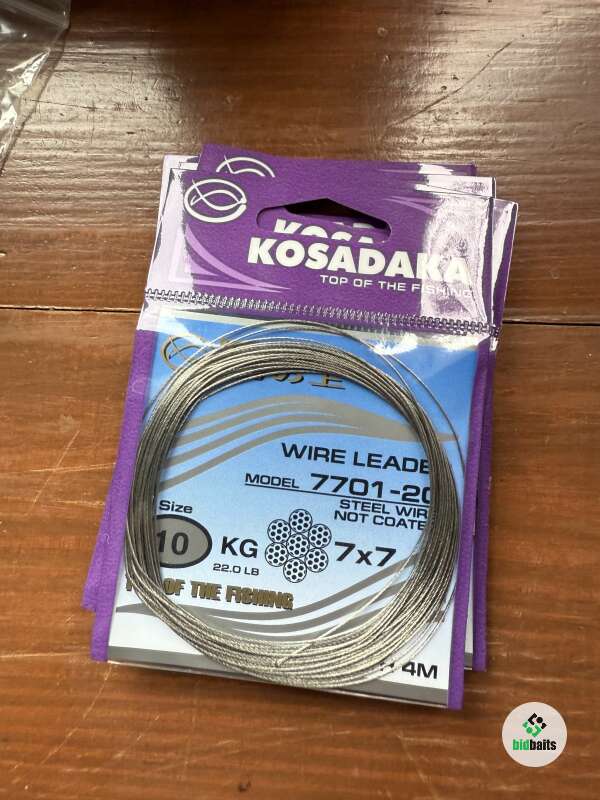 KOSADAKA
TOP OF THE FISHING
WIRE LEADE
MODEL 7701-20
STEEL WIR
NOT COATE
Size
10 KG
22.0 LB
7x7
OF THE FISHING
4M
bidbaits